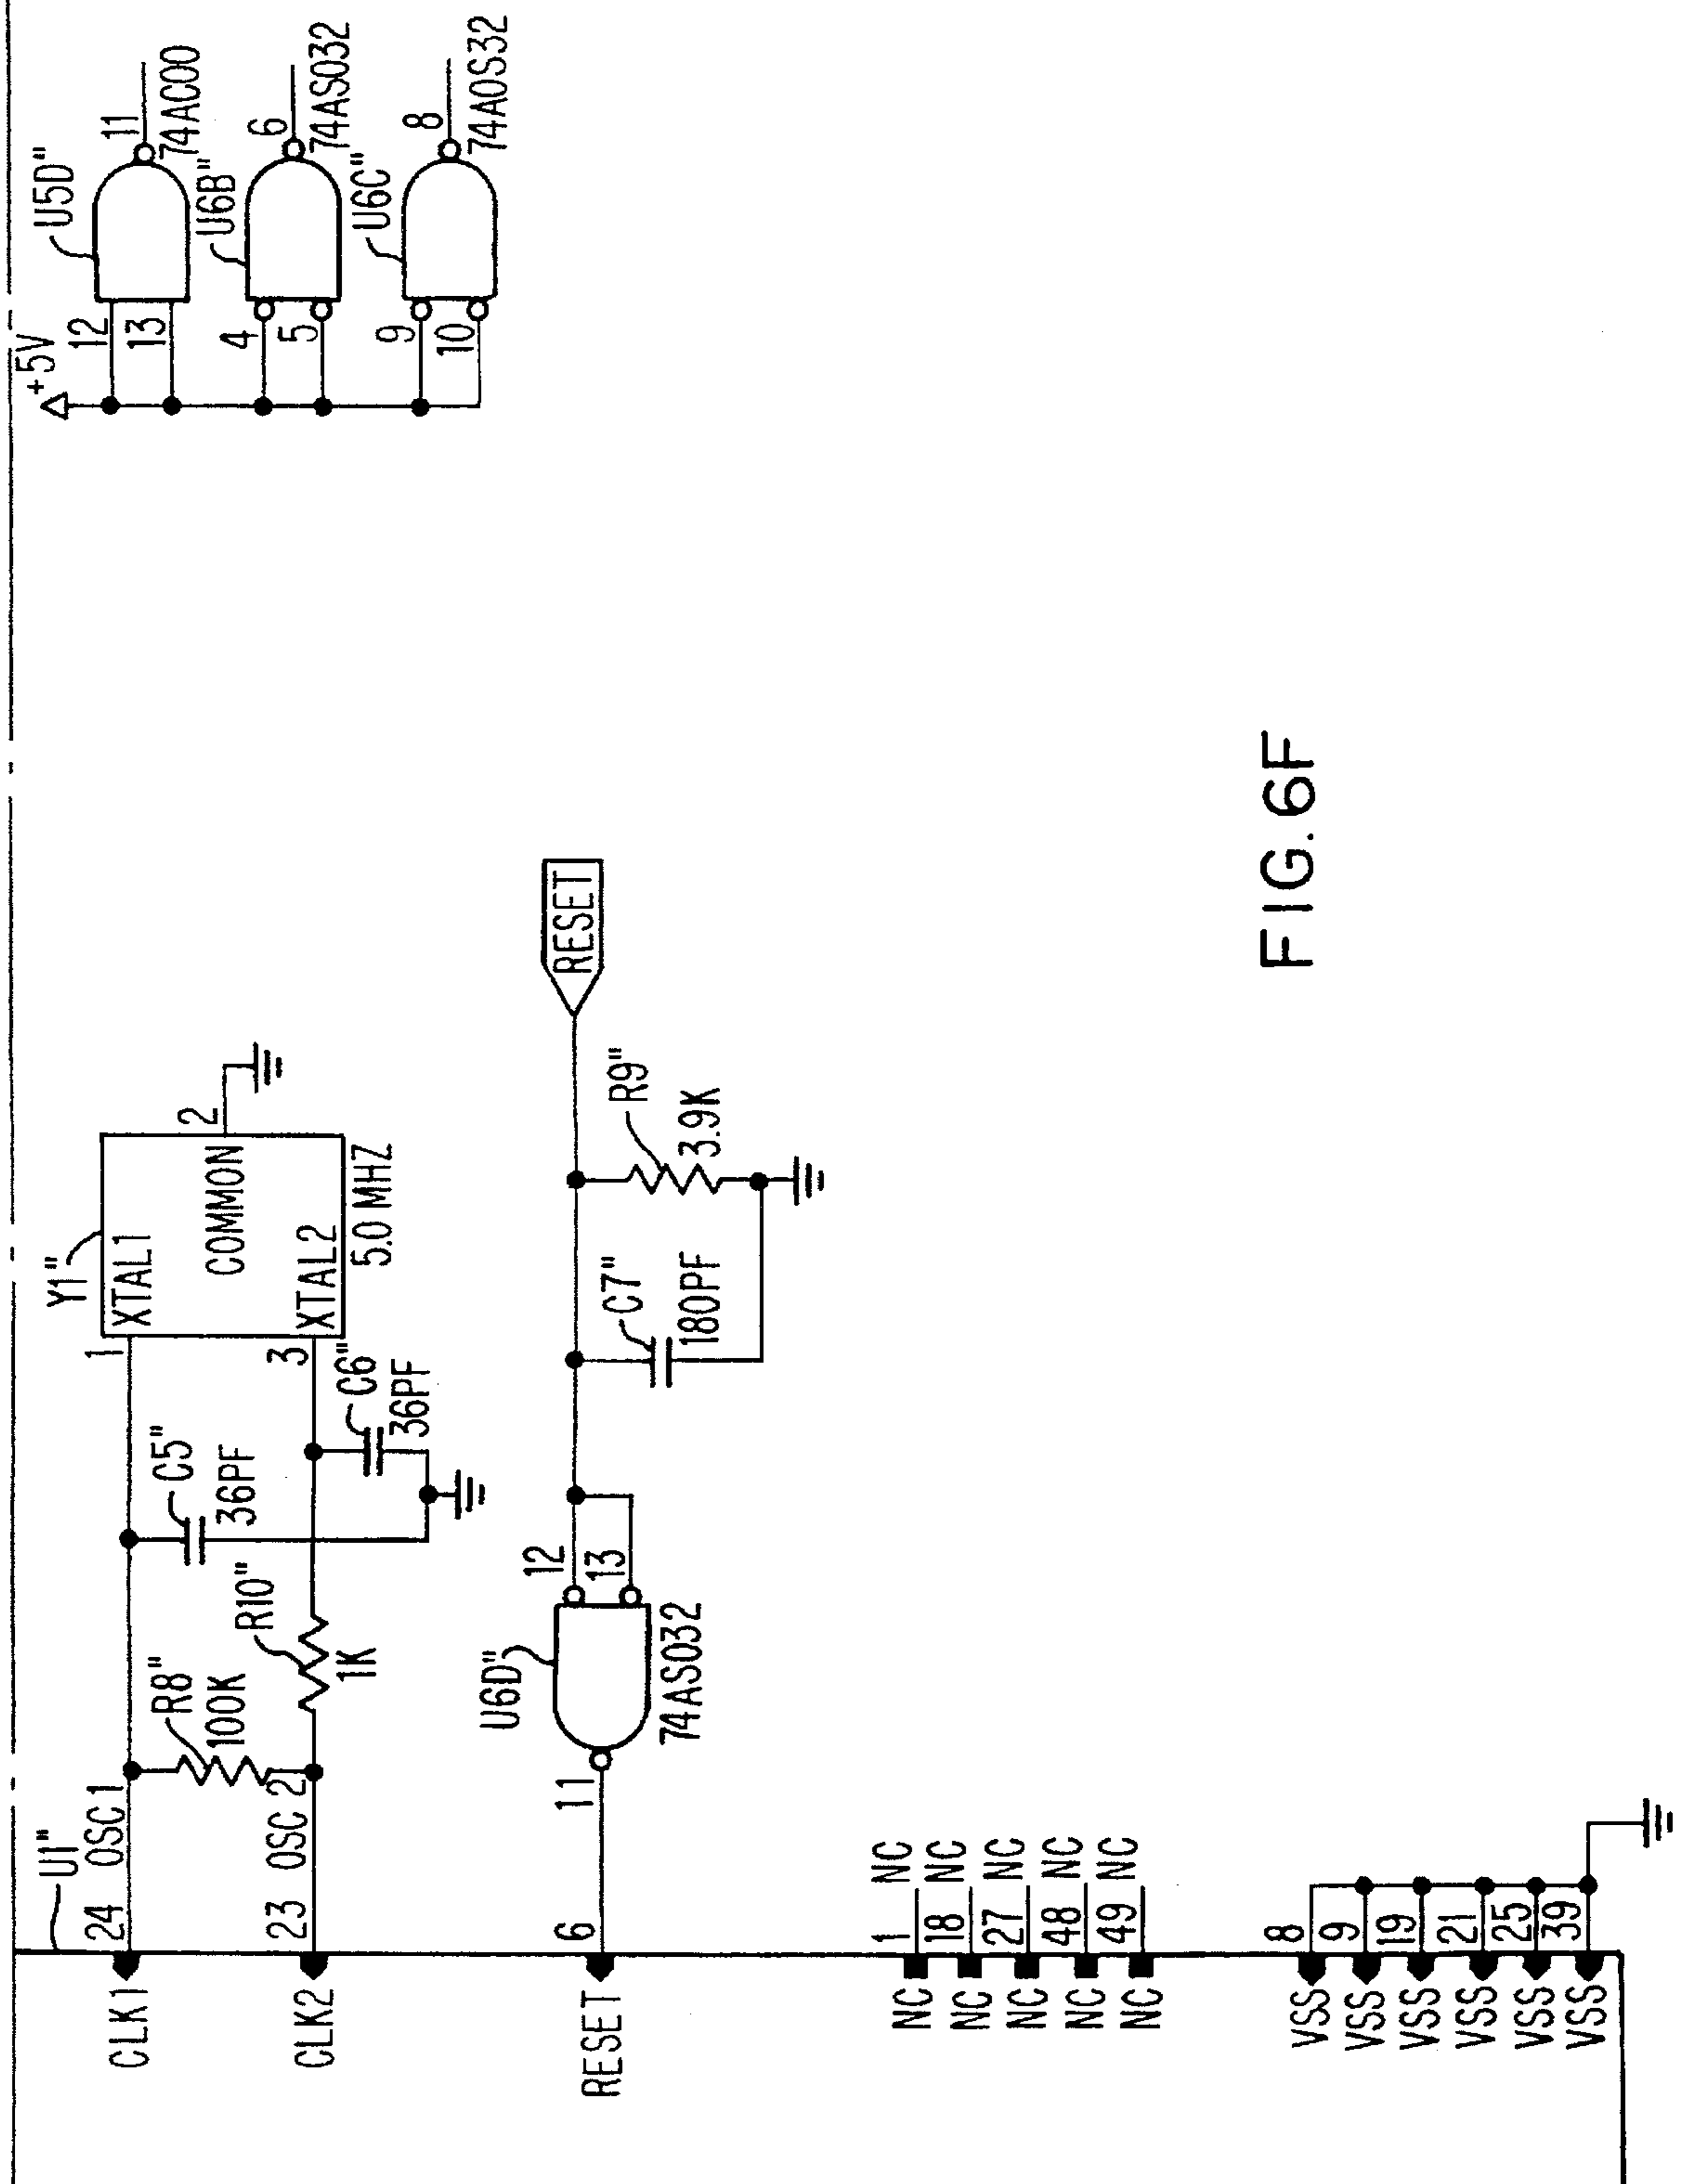 U1"
CLK1
24
OSC 1
CLK2
23
OSC 2
R8"
100K
R10"
1K
C5"
36PF
C6"
36PF
Y1"
1
XTAL1
COMMON
2
3
XTAL2
5.0 MHZ
RESET
6
11
U6D"
74AS032
12
13
C7"
180PF
R9"
3.9K
RESET
NC 1 NC
NC 18 NC
NC 27 NC
NC 48 NC
NC 49 NC
VSS 8
VSS 9
VSS 19
VSS 21
VSS 25
VSS 39
+5V
12
13
U5D"
11
74AC00
4
5
U6B"
6
74AS032
9
10
U6C"
8
74A0S32
FIG. 6F